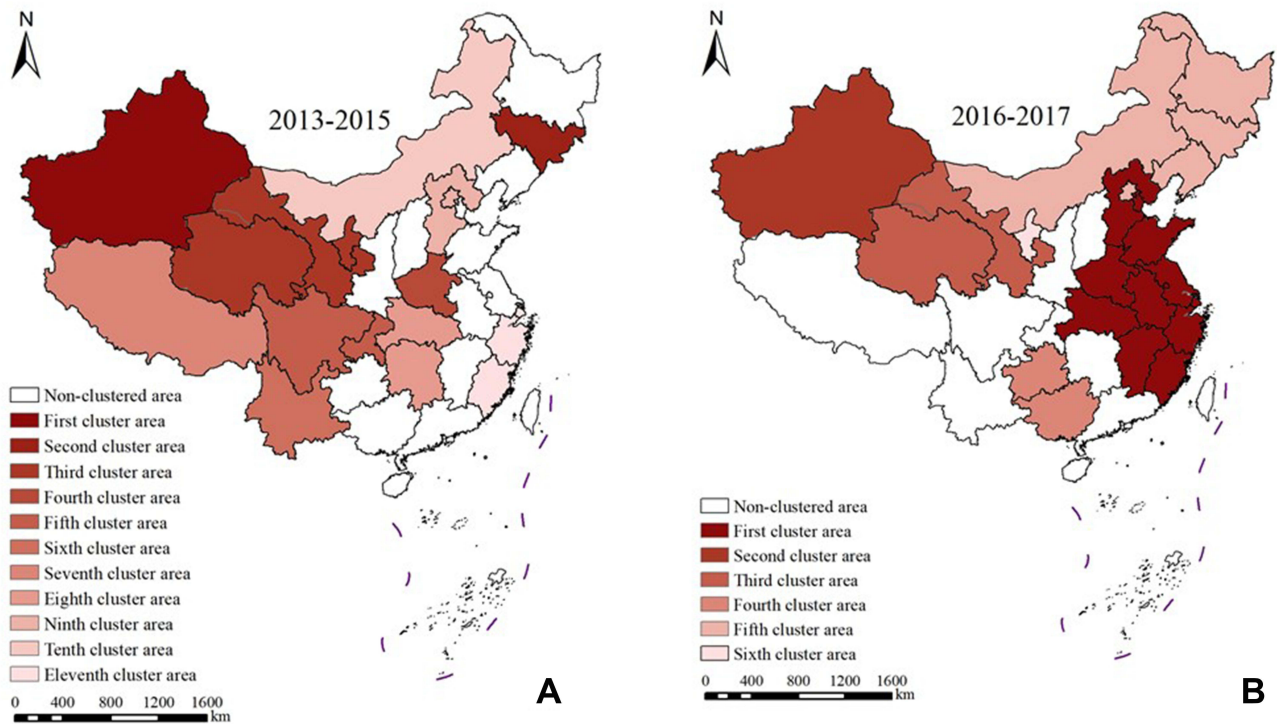 N
2013-2015
Non-clustered area
First cluster area
Second cluster area
Third cluster area
Fourth cluster area
Fifth cluster area
Sixth cluster area
Seventh cluster area
Eighth cluster area
Ninth cluster area
Tenth cluster area
Eleventh cluster area
0 400 800 1200 1600
km
A
N
2016-2017
Non-clustered area
First cluster area
Second cluster area
Third cluster area
Fourth cluster area
Fifth cluster area
Sixth cluster area
0 400 800 1200 1600
km
B